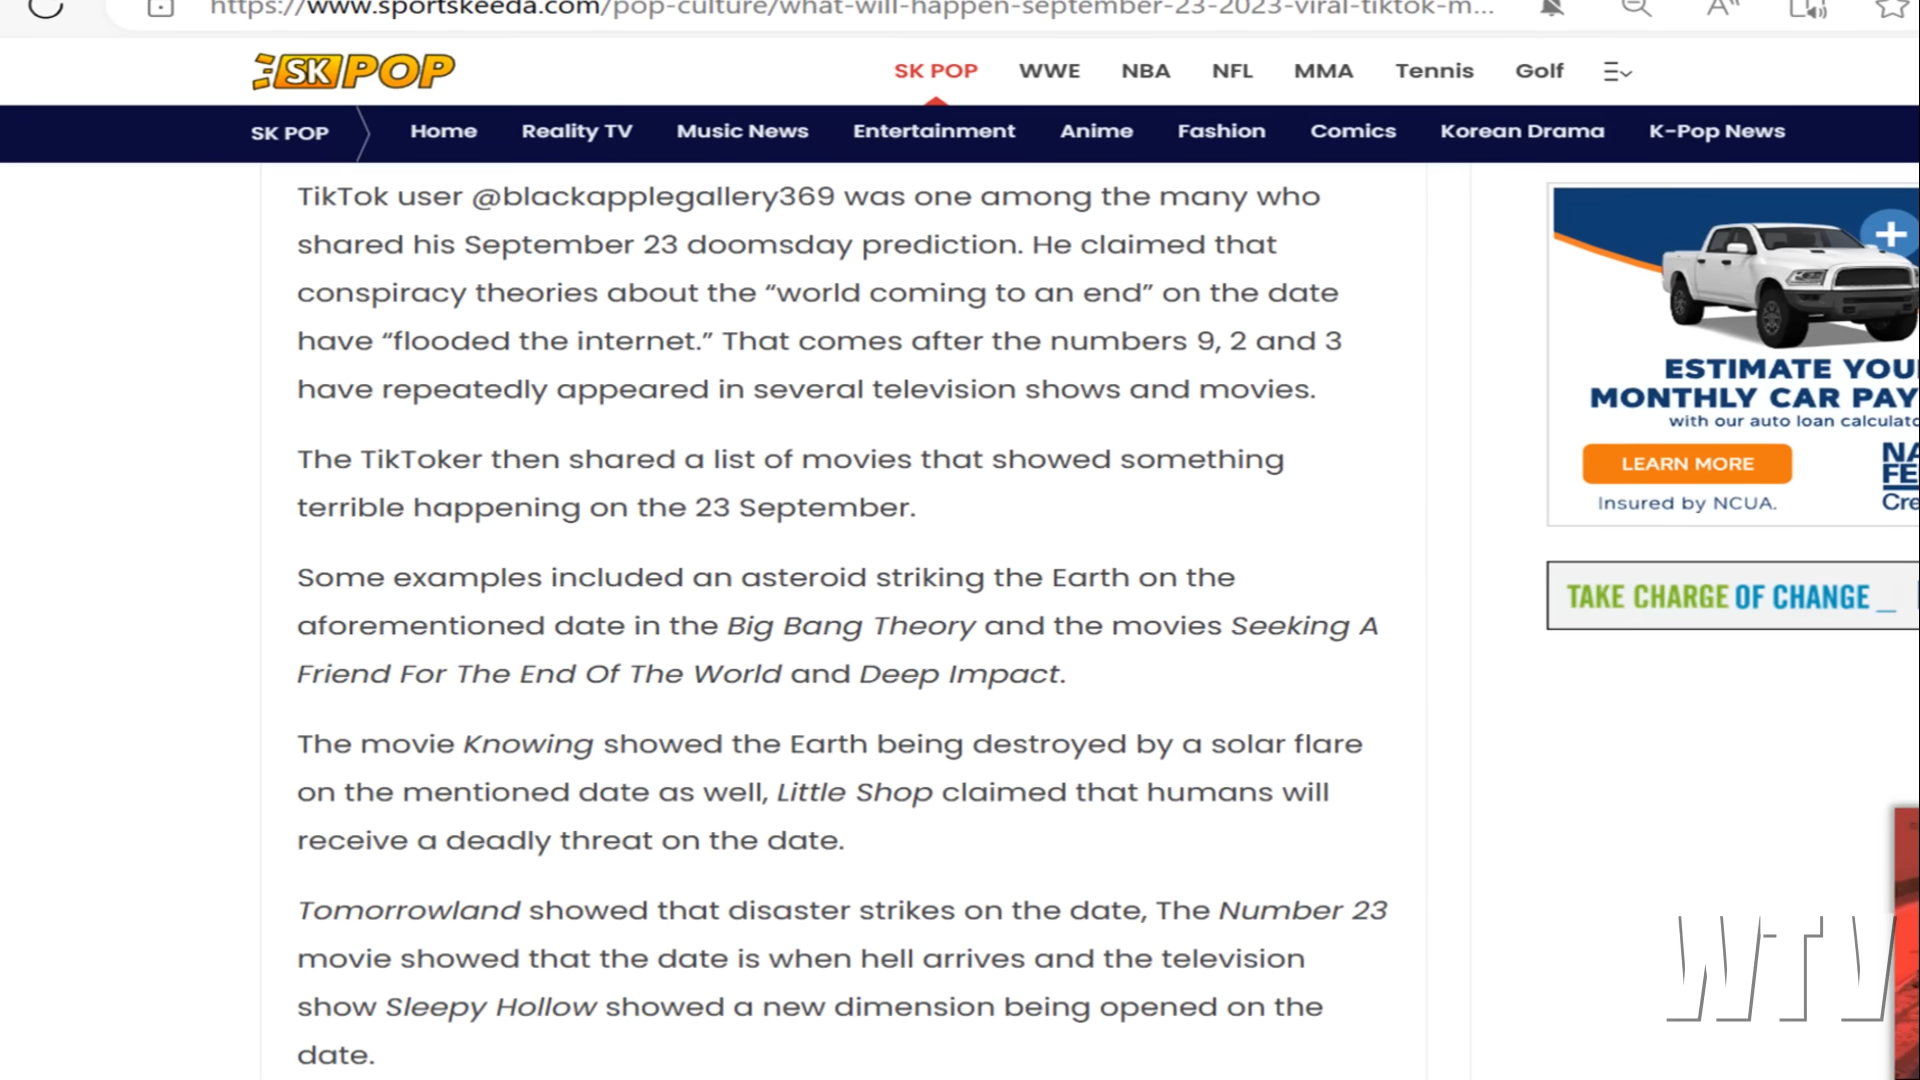 https://www.sportskeeda.com/pop-culture/what-will-happen-september-23-2023-viral-tiktok-m...
SK POP
SK POP WWE NBA NFL MMA Tennis Golf
SK POP Home Reality TV Music News Entertainment Anime Fashion Comics Korean Drama K-Pop News
TikTok user @blackapplegallery369 was one among the many who
shared his September 23 doomsday prediction. He claimed that
conspiracy theories about the “world coming to an end” on the date
have “flooded the internet.” That comes after the numbers 9, 2 and 3
have repeatedly appeared in several television shows and movies.
The TikToker then shared a list of movies that showed something
terrible happening on the 23 September.
Some examples included an asteroid striking the Earth on the
aforementioned date in the Big Bang Theory and the movies Seeking A
Friend For The End Of The World and Deep Impact.
The movie Knowing showed the Earth being destroyed by a solar flare
on the mentioned date as well, Little Shop claimed that humans will
receive a deadly threat on the date.
Tomorrowland showed that disaster strikes on the date, The Number 23
movie showed that the date is when hell arrives and the television
show Sleepy Hollow showed a new dimension being opened on the
date.
ESTIMATE YOU
MONTHLY CAR PAY
with our auto loan calculato
LEARN MORE
NA
FE
Cre
Insured by NCUA.
TAKE CHARGE OF CHANGE_
WTV